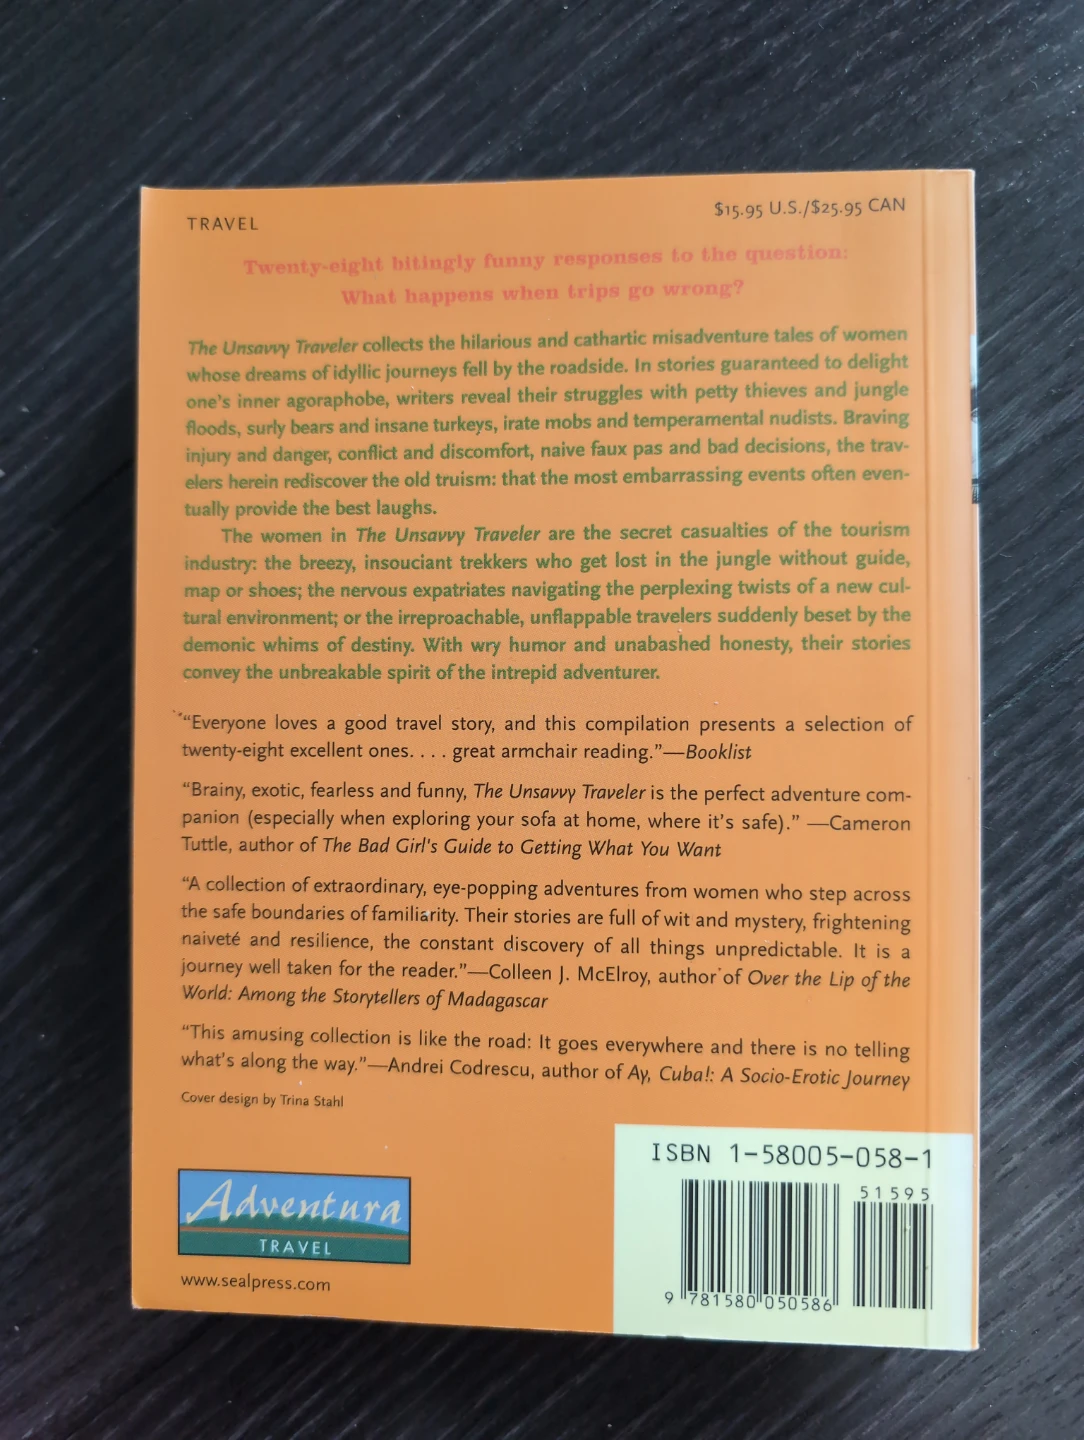 TRAVEL
$15.95 U.S./$25.95 CAN
Twenty-eight bitingly funny responses to the question:
What happens when trips go wrong?
The Unsavvy Traveler collects the hilarious and cathartic misadventure tales of women
whose dreams of idyllic journeys fell by the roadside. In stories guaranteed to delight
one's inner agoraphobe, writers reveal their struggles with petty thieves and jungle
floods, surly bears and insane turkeys, irate mobs and temperamental nudists. Braving
injury and danger, conflict and discomfort, naive faux pas and bad decisions, the trav-
elers herein rediscover the old truism: that the most embarrassing events often even-
tually provide the best laughs.
The women in The Unsavvy Traveler are the secret casualties of the tourism
industry: the breezy, insouciant trekkers who get lost in the jungle without guide,
map or shoes; the nervous expatriates navigating the perplexing twists of a new cul-
tural environment; or the irreproachable, unflappable travelers suddenly beset by the
demonic whims of destiny. With wry humor and unabashed honesty, their stories
convey the unbreakable spirit of the intrepid adventurer.
“Everyone loves a good travel story, and this compilation presents a selection of
twenty-eight excellent ones. . . . great armchair reading.”—Booklist
“Brainy, exotic, fearless and funny, The Unsavvy Traveler is the perfect adventure com-
panion (especially when exploring your sofa at home, where it's safe).” —Cameron
Tuttle, author of The Bad Girl's Guide to Getting What You Want
“A collection of extraordinary, eye-popping adventures from women who step across
the safe boundaries of familiarity. Their stories are full of wit and mystery, frightening
naiveté and resilience, the constant discovery of all things unpredictable. It is a
journey well taken for the reader.”—Colleen J. McElroy, author of Over the Lip of the
World: Among the Storytellers of Madagascar
“This amusing collection is like the road: It goes everywhere and there is no telling
what's along the way.”—Andrei Codrescu, author of Ay, Cuba!: A Socio-Erotic Journey
Cover design by Trina Stahl
Adventura
TRAVEL
www.sealpress.com
ISBN 1-58005-058-1
51595
9 781580 050586